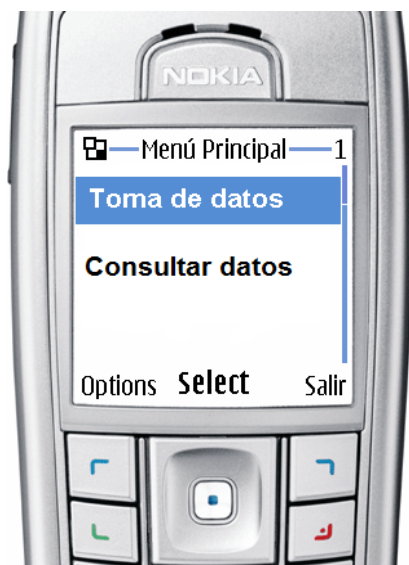 NOKIA
Menú Principal 1
Toma de datos
Consultar datos
Options Select Salir